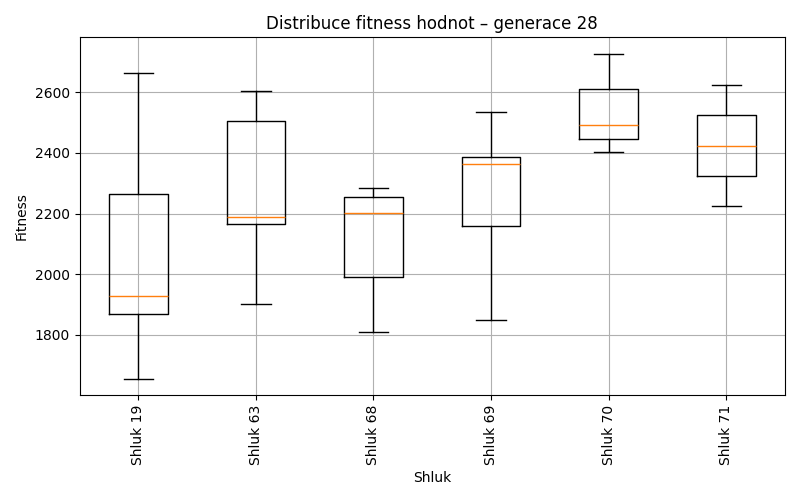 Distribuce fitness hodnot – generace 28
Fitness
2600
2400
2200
2000
1800
Shluk 19
Shluk 63
Shluk 68
Shluk 69
Shluk 70
Shluk 71
Shluk